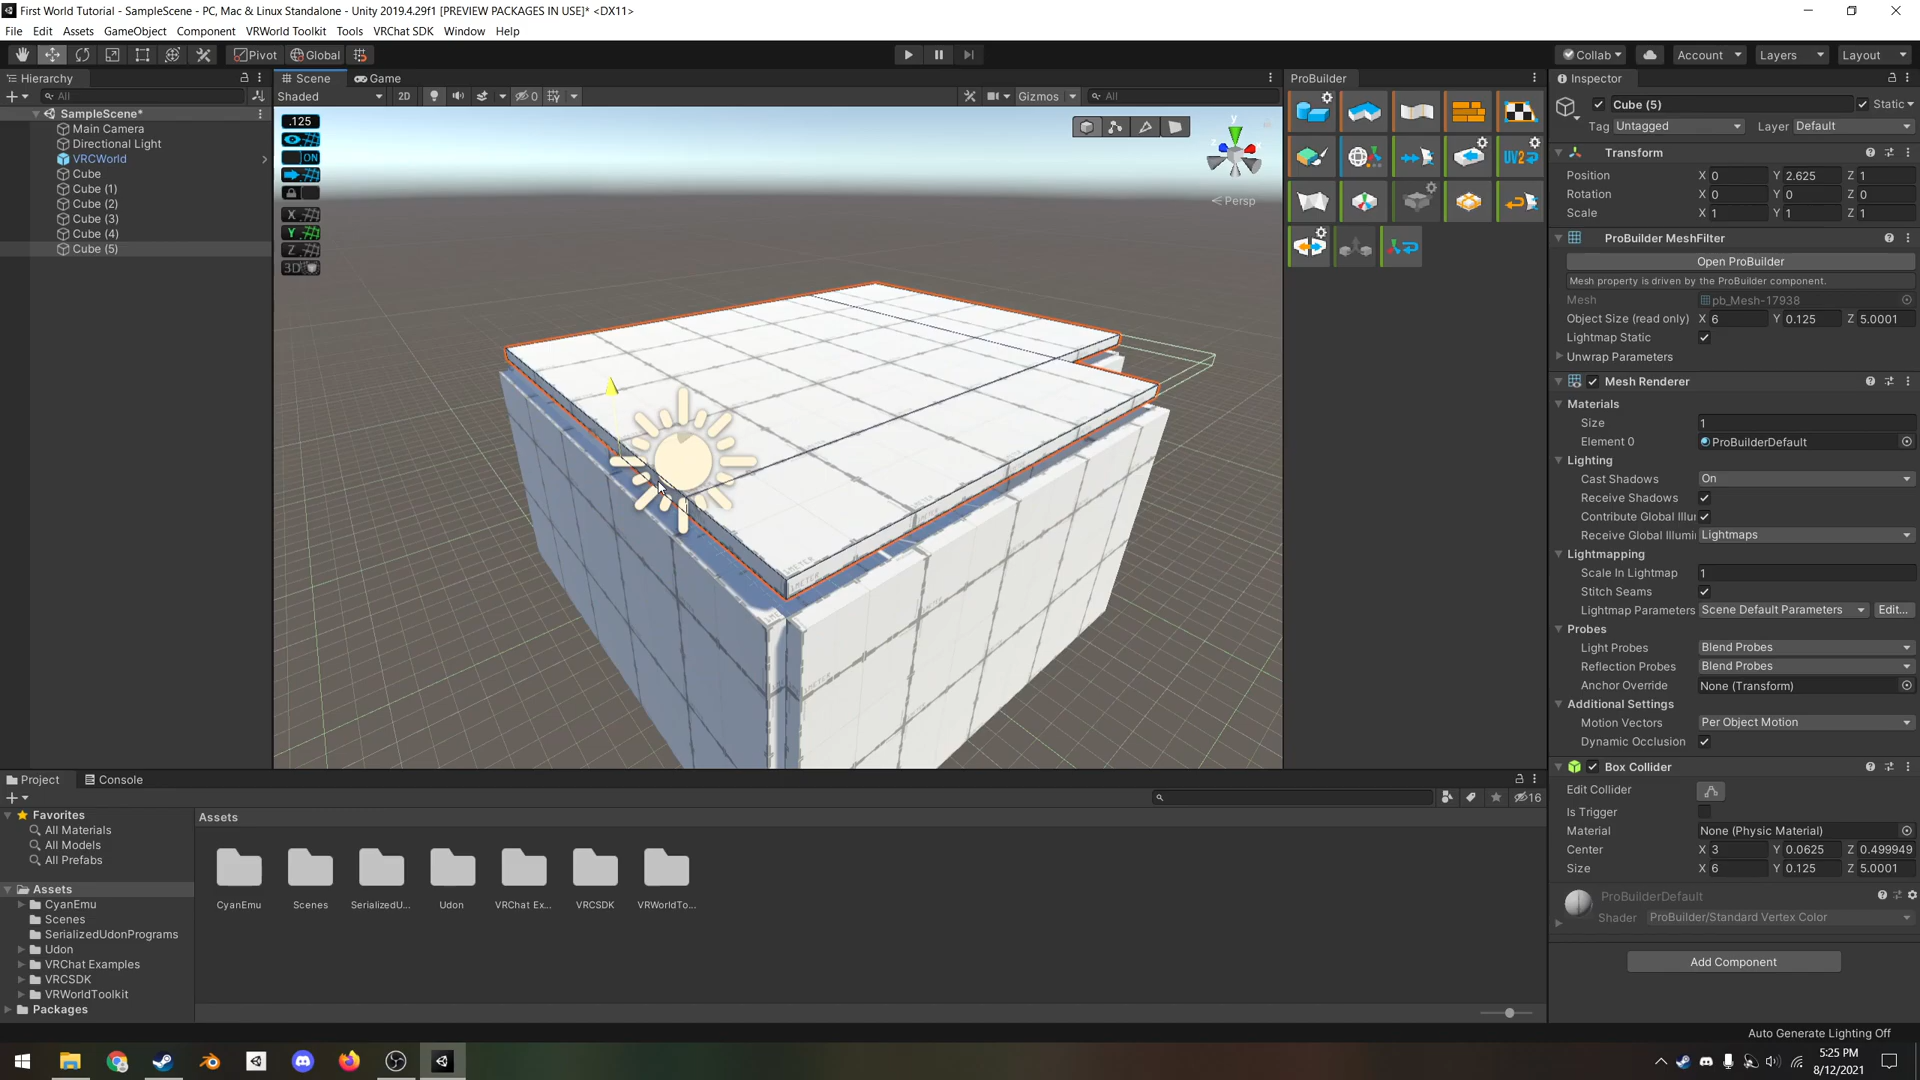 First World Tutorial - SampleScene - PC, Mac & Linux Standalone - Unity 2019.4.29f1 [PREVIEW PACKAGES IN USE]* <DX11>
File Edit Assets GameObject Component VRWorld Toolkit Tools VRChat SDK Window Help
Pivot Global Collab Account Layers Layout
Hierarchy
All
SampleScene*
Main Camera
Directional Light
VRCWorld
Cube
Cube (1)
Cube (2)
Cube (3)
Cube (4)
Cube (5)
Scene Game
Shaded 2D 0 Gizmos All
.125
ON
X
Y
Z
3D
y
z
Persp
1METER
ProBuilder
UV2
Inspector
Cube (5) Static
Tag Untagged Layer Default
Transform
Position X 0 Y 2.625 Z 1
Rotation X 0 Y 0 Z 0
Scale X 1 Y 1 Z 1
ProBuilder MeshFilter
Open ProBuilder
Mesh property is driven by the ProBuilder component.
Mesh pb_Mesh-17938
Object Size (read only) X 6 Y 0.125 Z 5.0001
Lightmap Static
Unwrap Parameters
Mesh Renderer
Materials
Size 1
Element 0 ProBuilderDefault
Lighting
Cast Shadows On
Receive Shadows
Contribute Global Illu
Receive Global Illumi Lightmaps
Lightmapping
Scale In Lightmap 1
Stitch Seams
Lightmap Parameters Scene Default Parameters Edit...
Probes
Light Probes Blend Probes
Reflection Probes Blend Probes
Anchor Override None (Transform)
Additional Settings
Motion Vectors Per Object Motion
Dynamic Occlusion
Box Collider
Edit Collider
Is Trigger
Material None (Physic Material)
Center X 3 Y 0.0625 Z 0.499949
Size X 6 Y 0.125 Z 5.0001
ProBuilderDefault
Shader ProBuilder/Standard Vertex Color
Add Component
Project Console
16
Favorites
All Materials
All Models
All Prefabs
Assets
CyanEmu
Scenes
SerializedUdonPrograms
Udon
VRChat Examples
VRCSDK
VRWorldToolkit
Packages
Assets
CyanEmu Scenes SerializedU... Udon VRChat Ex... VRCSDK VRWorldTo...
Auto Generate Lighting Off
5:25 PM
8/12/2021